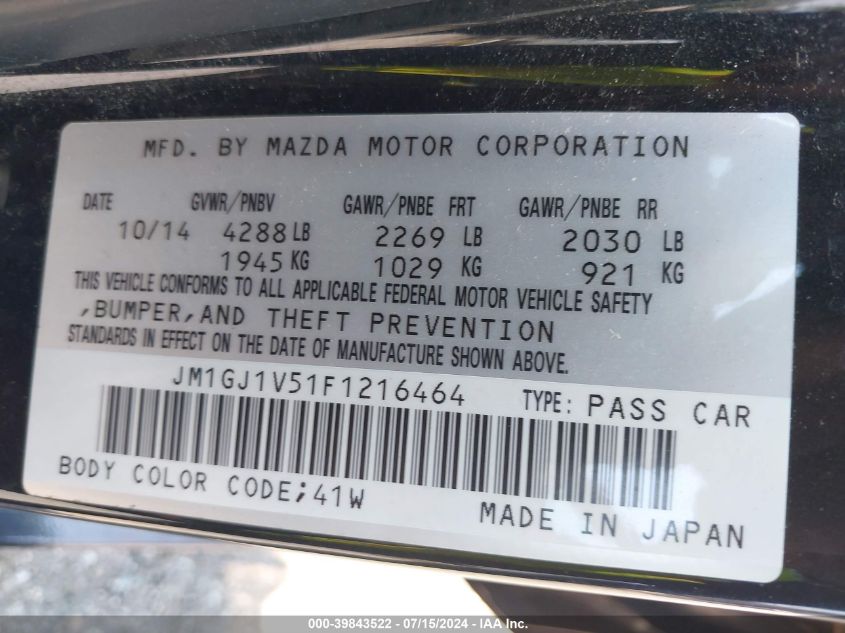 MFD. BY MAZDA MOTOR CORPORATION
DATE GVWR/PNBV GAWR/PNBE FRT GAWR/PNBE RR
10/14 4288 LB 2269 LB 2030 LB
1945 KG 1029 KG 921 KG
THIS VEHICLE CONFORMS TO ALL APPLICABLE FEDERAL MOTOR VEHICLE SAFETY
,BUMPER,AND THEFT PREVENTION
STANDARDS IN EFFECT ON THE DATE OF MANUFACTURE SHOWN ABOVE.
JM1GJ1V51F1216464 TYPE: PASS CAR
BODY COLOR CODE;41W
MADE IN JAPAN
000-39843522 - 07/15/2024 - IAA Inc.